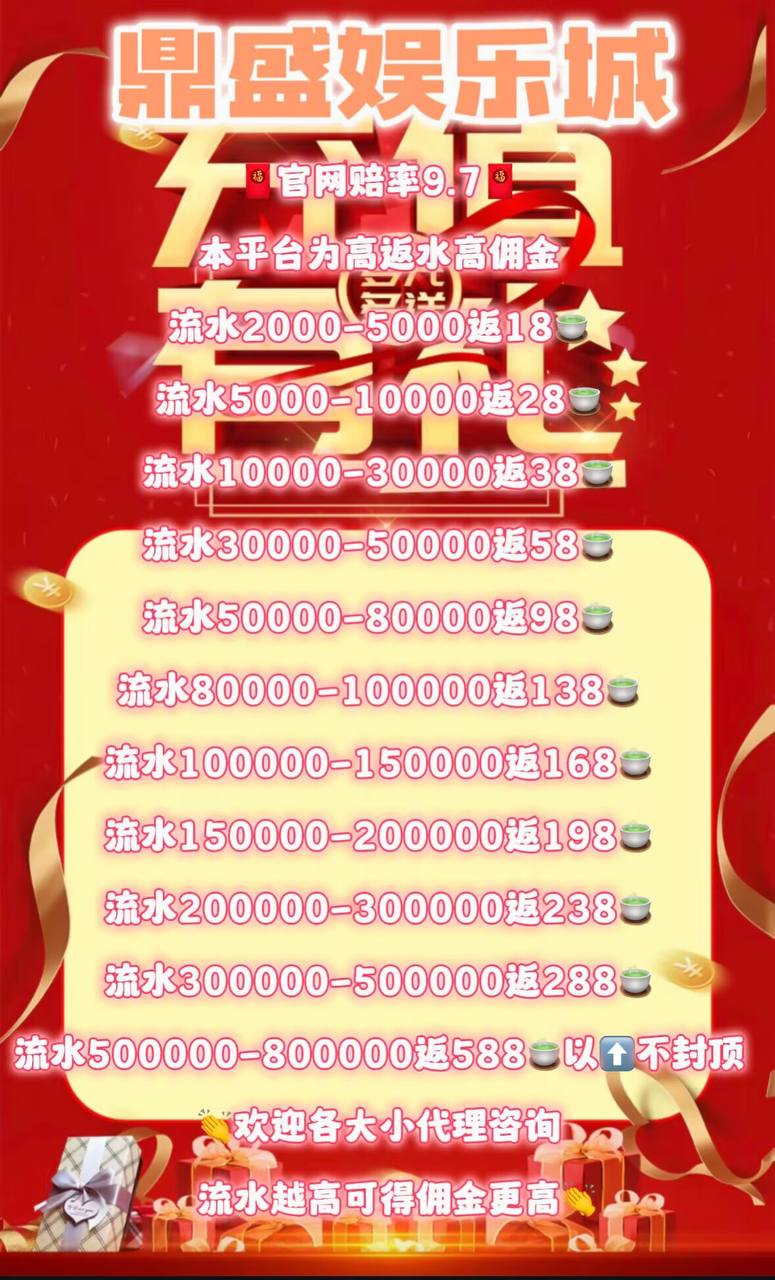 鼎盛娱乐城
充值
🧧官网赔率9.7🧧
本平台为高返水高佣金
多充
多送
有礼
流水2000-5000返18🍵
流水5000-10000返28🍵
流水10000-30000返38🍵
流水30000-50000返58🍵
流水50000-80000返98🍵
流水80000-100000返138🍵
流水100000-150000返168🍵
流水150000-200000返198🍵
流水200000-300000返238🍵
流水300000-500000返288🍵
流水500000-800000返588🍵以⬆️不封顶
👏欢迎各大小代理咨询
流水越高可得佣金更高👏